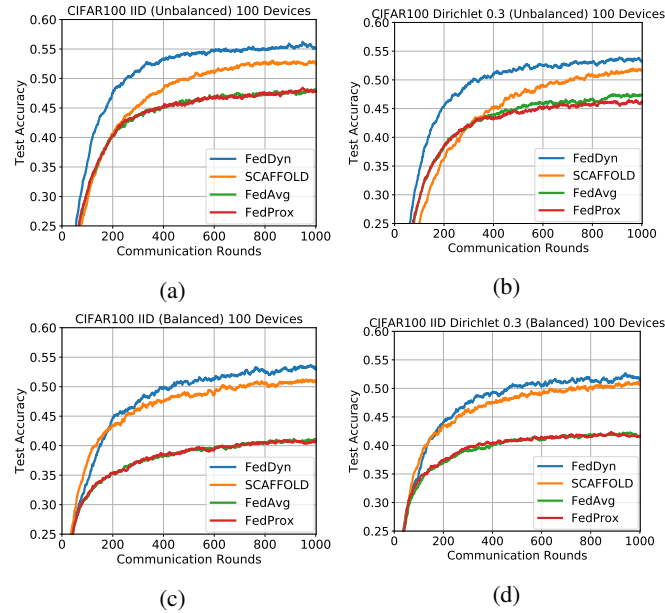 CIFAR100 IID (Unbalanced) 100 Devices
0.60
0.55
0.50
0.45
0.40
0.35
0.30
0.25
Test Accuracy
FedDyn
SCAFFOLD
FedAvg
FedProx
0 200 400 600 800 1000
Communication Rounds
(a)
CIFAR100 Dirichlet 0.3 (Unbalanced) 100 Devices
0.60
0.55
0.50
0.45
0.40
0.35
0.30
0.25
Test Accuracy
FedDyn
SCAFFOLD
FedAvg
FedProx
0 200 400 600 800 1000
Communication Rounds
(b)
CIFAR100 IID (Balanced) 100 Devices
0.60
0.55
0.50
0.45
0.40
0.35
0.30
0.25
Test Accuracy
FedDyn
SCAFFOLD
FedAvg
FedProx
0 200 400 600 800 1000
Communication Rounds
(c)
CIFAR100 IID Dirichlet 0.3 (Balanced) 100 Devices
0.60
0.55
0.50
0.45
0.40
0.35
0.30
0.25
Test Accuracy
FedDyn
SCAFFOLD
FedAvg
FedProx
0 200 400 600 800 1000
Communication Rounds
(d)